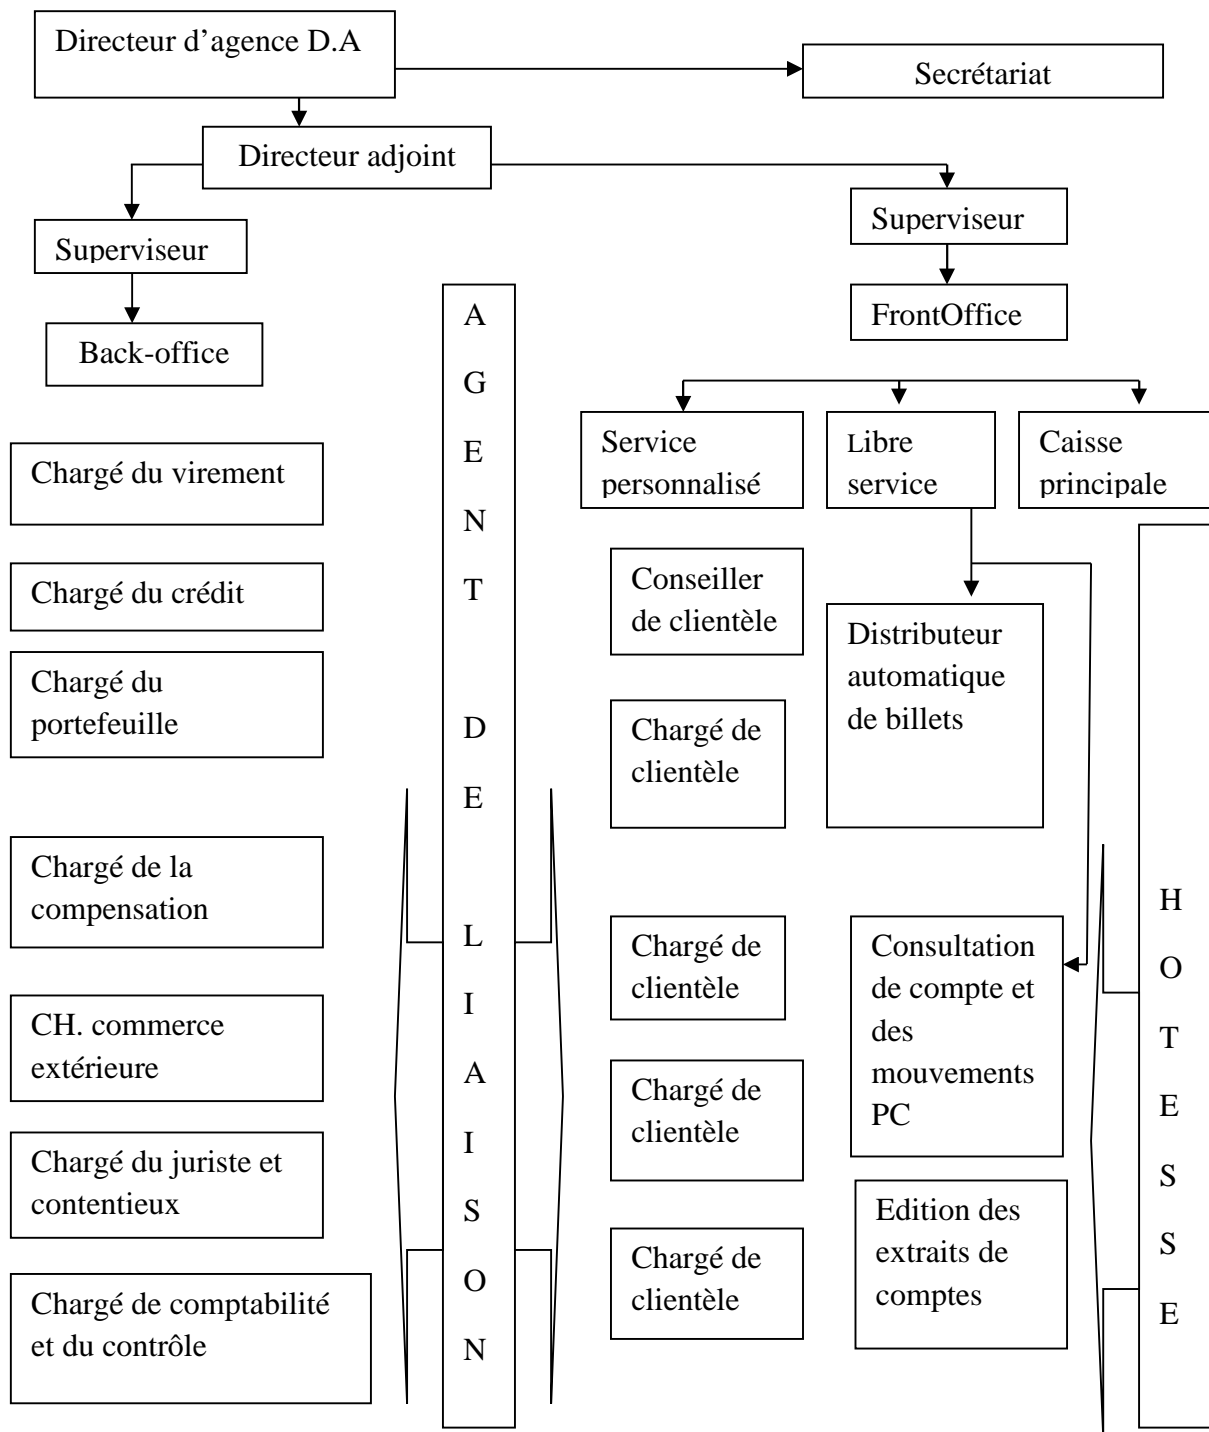 Directeur d’agence D.A
Secrétariat
Directeur adjoint
Superviseur
Superviseur
Back-office
FrontOffice
Service
personnalisé
Libre
service
Caisse
principale
Chargé du virement
Chargé du crédit
Chargé du
portefeuille
Chargé de la
compensation
CH. commerce
extérieure
Chargé du juriste et
contentieux
Chargé de comptabilité
et du contrôle
A
G
E
N
T
D
E
L
I
A
I
S
O
N
Conseiller
de clientèle
Chargé de
clientèle
Chargé de
clientèle
Chargé de
clientèle
Chargé de
clientèle
Distributeur
automatique
de billets
Consultation
de compte et
des
mouvements
PC
Edition des
extraits de
comptes
H
O
T
E
S
S
E